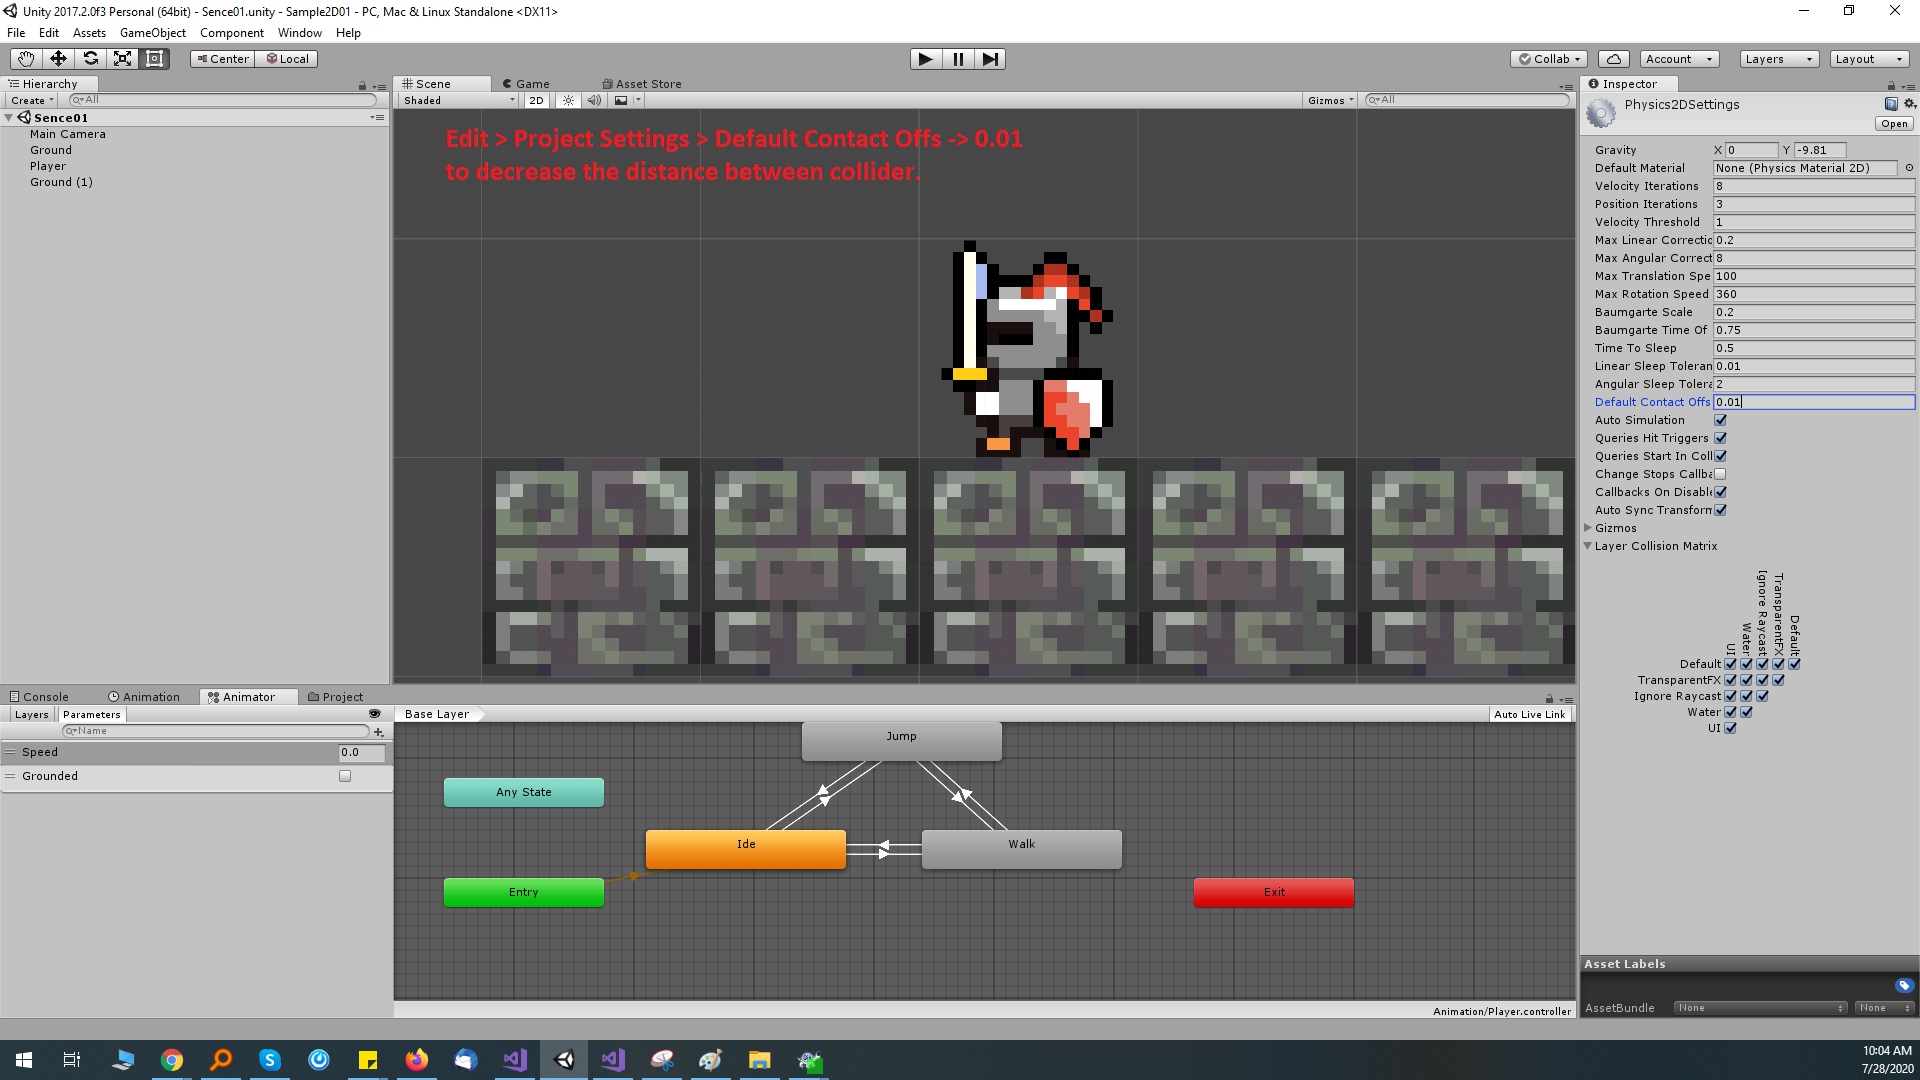 Unity 2017.2.0f3 Personal (64bit) - Sence01.unity - Sample2D01 - PC, Mac & Linux Standalone <DX11>
File Edit Assets GameObject Component Window Help
Center Local Collab Account Layers Layout
Hierarchy
Create All
Sence01
Main Camera
Ground
Player
Ground (1)
Scene Game Asset Store
Shaded 2D Gizmos All
Edit > Project Settings > Default Contact Offs -> 0.01
to decrease the distance between collider.
Inspector
Physics2DSettings
Open
Gravity X 0 Y -9.81
Default Material None (Physics Material 2D)
Velocity Iterations 8
Position Iterations 3
Velocity Threshold 1
Max Linear Correctio 0.2
Max Angular Correct 8
Max Translation Spe 100
Max Rotation Speed 360
Baumgarte Scale 0.2
Baumgarte Time Of 0.75
Time To Sleep 0.5
Linear Sleep Toleran 0.01
Angular Sleep Tolera 2
Default Contact Offs 0.01
Auto Simulation
Queries Hit Triggers
Queries Start In Coll
Change Stops Callba
Callbacks On Disable
Auto Sync Transform
Gizmos
Layer Collision Matrix
UI
Water
Ignore Raycast
TransparentFX
Default
Default
TransparentFX
Ignore Raycast
Water
UI
Asset Labels
AssetBundle None None
Console Animation Animator Project
Layers Parameters
Name
Speed 0.0
Grounded
Base Layer Auto Live Link
Jump
Any State
Ide
Walk
Entry
Exit
Animation/Player.controller
10:04 AM
7/28/2020